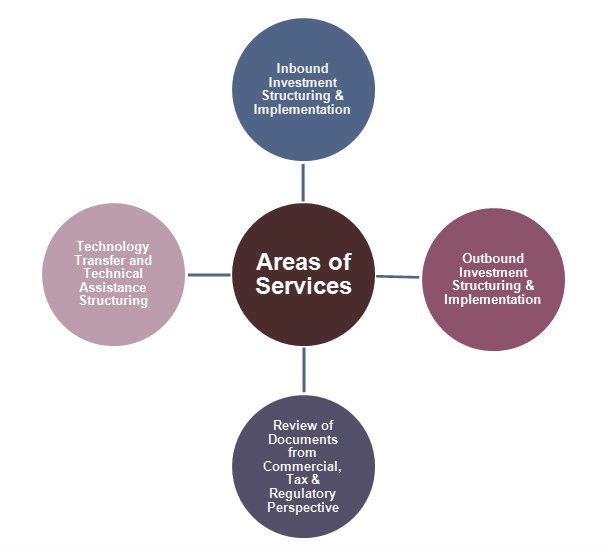 Inbound
Investment
Structuring &
Implementation
Technology
Transfer and
Technical
Assistance
Structuring
Areas of
Services
Outbound
Investment
Structuring &
Implementation
Review of
Documents
from
Commercial,
Tax &
Regulatory
Perspective